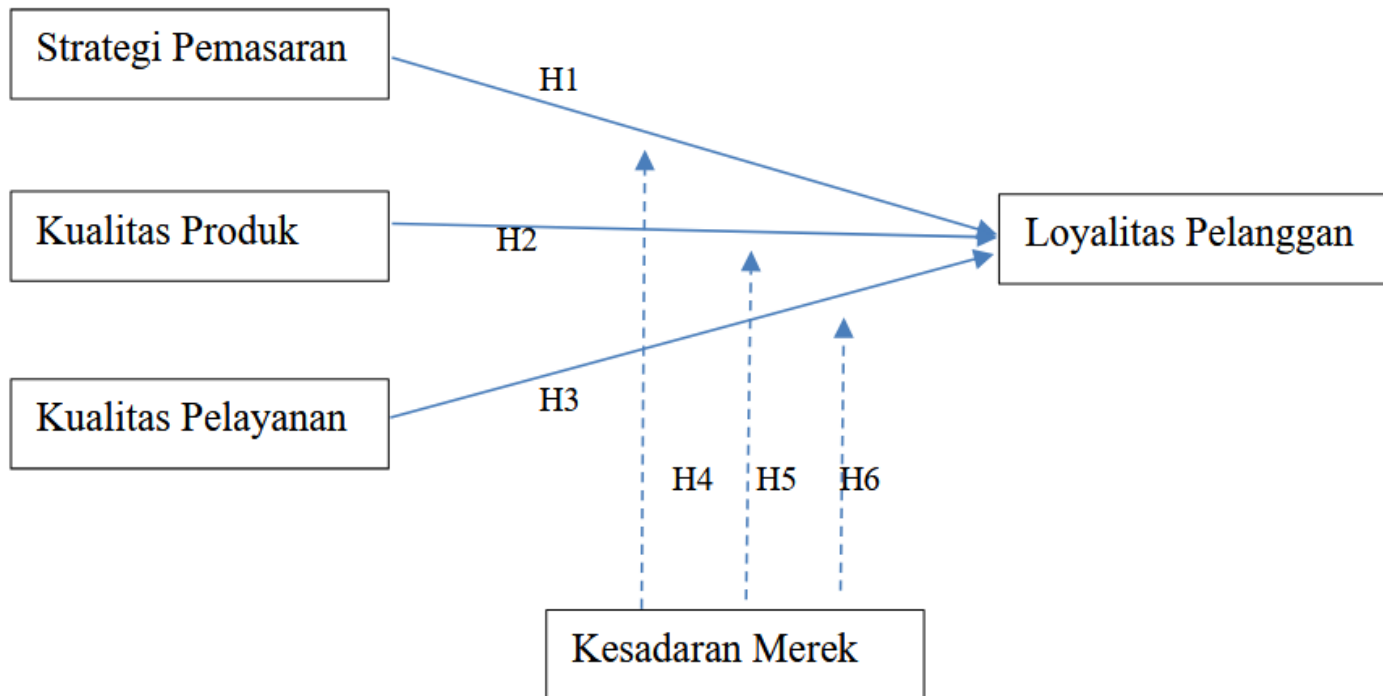 Strategi Pemasaran
H1
Kualitas Produk
H2
Loyalitas Pelanggan
Kualitas Pelayanan
H3
H4
H5
H6
Kesadaran Merek